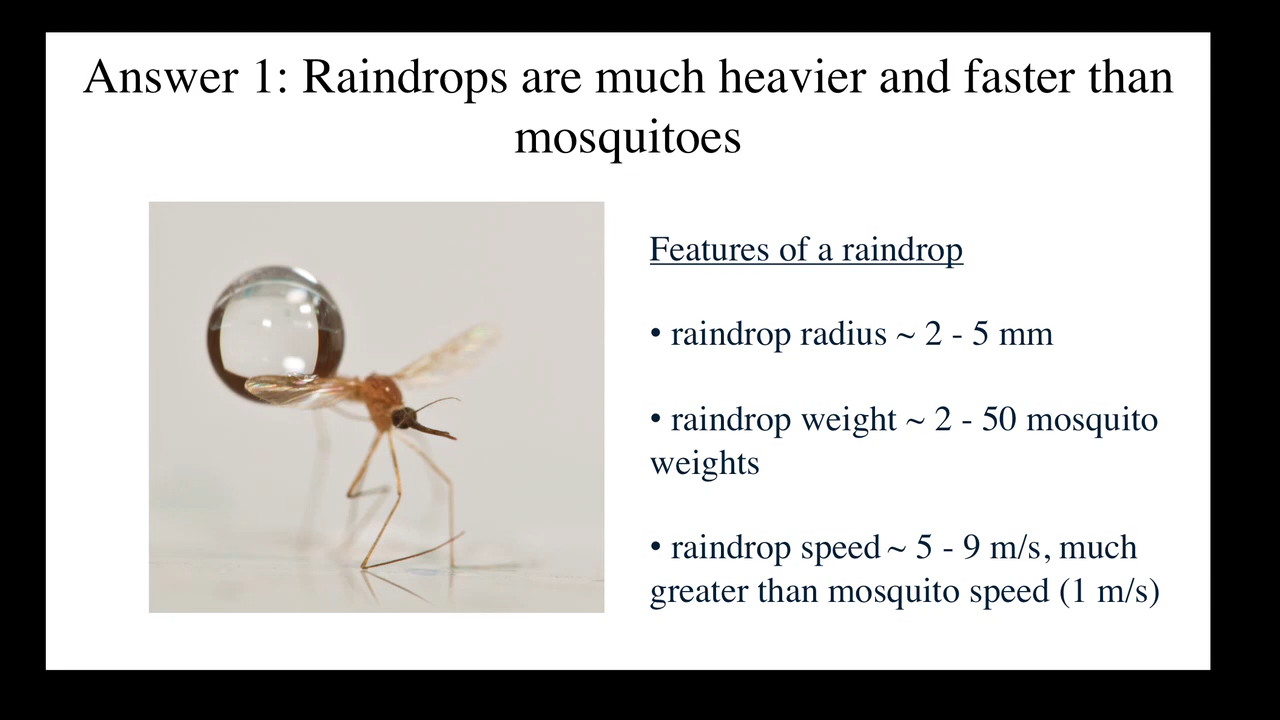 Answer 1: Raindrops are much heavier and faster than
mosquitoes
Features of a raindrop
• raindrop radius ~ 2 - 5 mm
• raindrop weight ~ 2 - 50 mosquito
weights
• raindrop speed ~ 5 - 9 m/s, much
greater than mosquito speed (1 m/s)